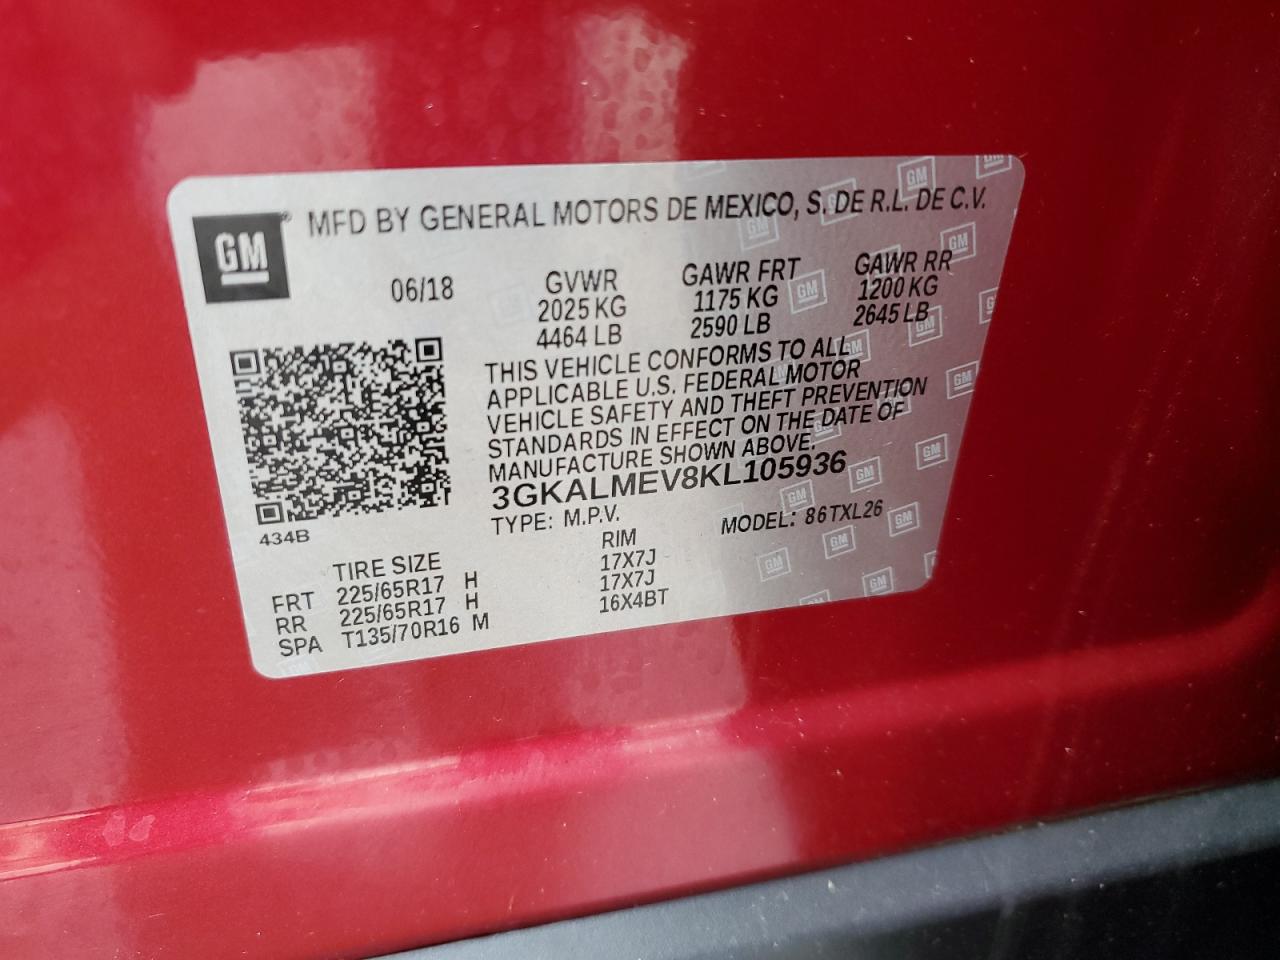 GM® MFD BY GENERAL MOTORS DE MEXICO, S. DE R.L. DE C.V.
06/18 GVWR GAWR FRT GAWR RR
2025 KG 1175 KG 1200 KG
4464 LB 2590 LB 2645 LB
THIS VEHICLE CONFORMS TO ALL
APPLICABLE U.S. FEDERAL MOTOR
VEHICLE SAFETY AND THEFT PREVENTION
STANDARDS IN EFFECT ON THE DATE OF
MANUFACTURE SHOWN ABOVE.
3GKALMEV8KL105936
434B
TYPE: M.P.V. MODEL: 86TXL26
TIRE SIZE RIM
FRT 225/65R17 H 17X7J
RR 225/65R17 H 17X7J
SPA T135/70R16 M 16X4BT